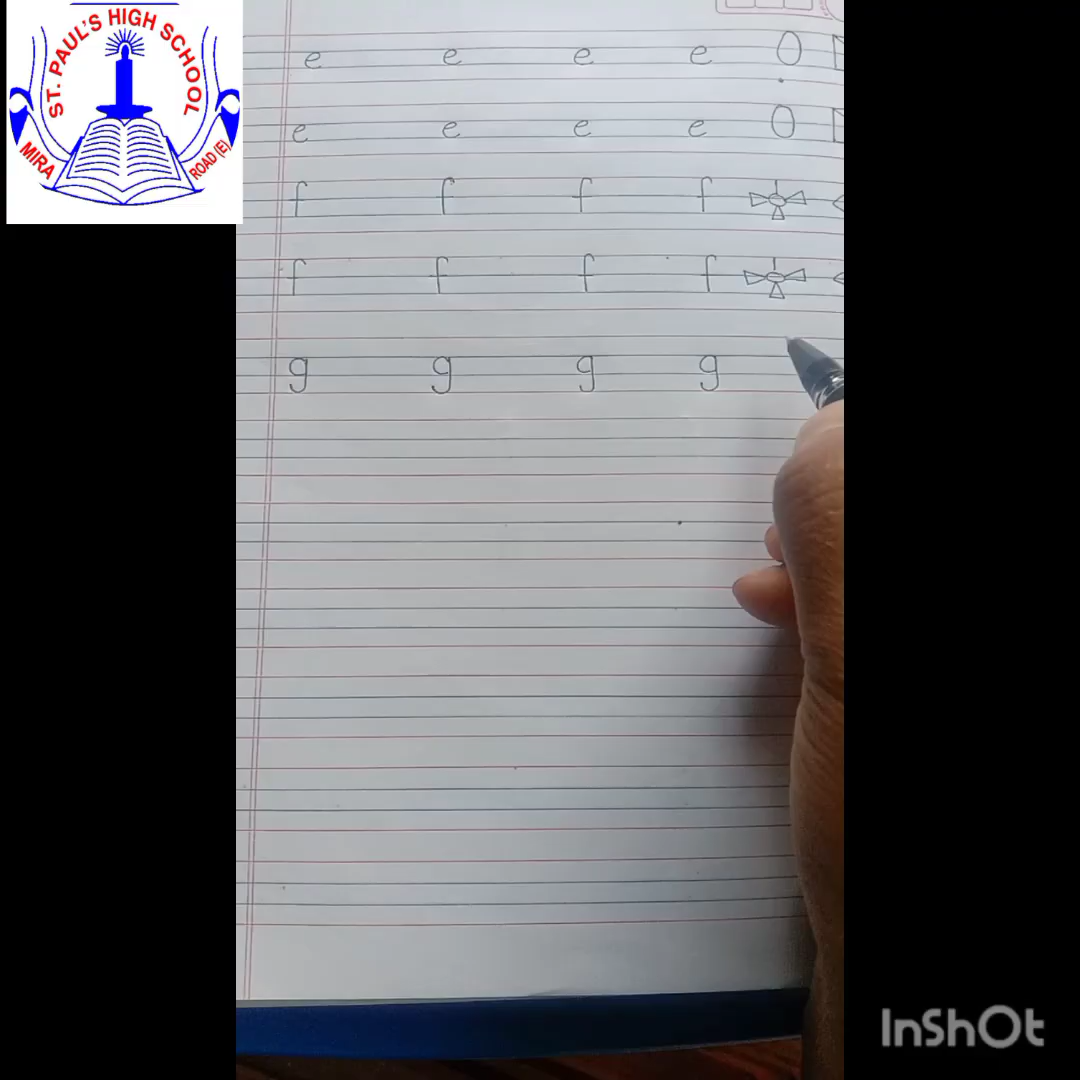 ST. PAUL'S HIGH SCHOOL
MIRA ROAD (E)
e e e e
e e e e
f f f f
f f f f
g g g g
InShOt